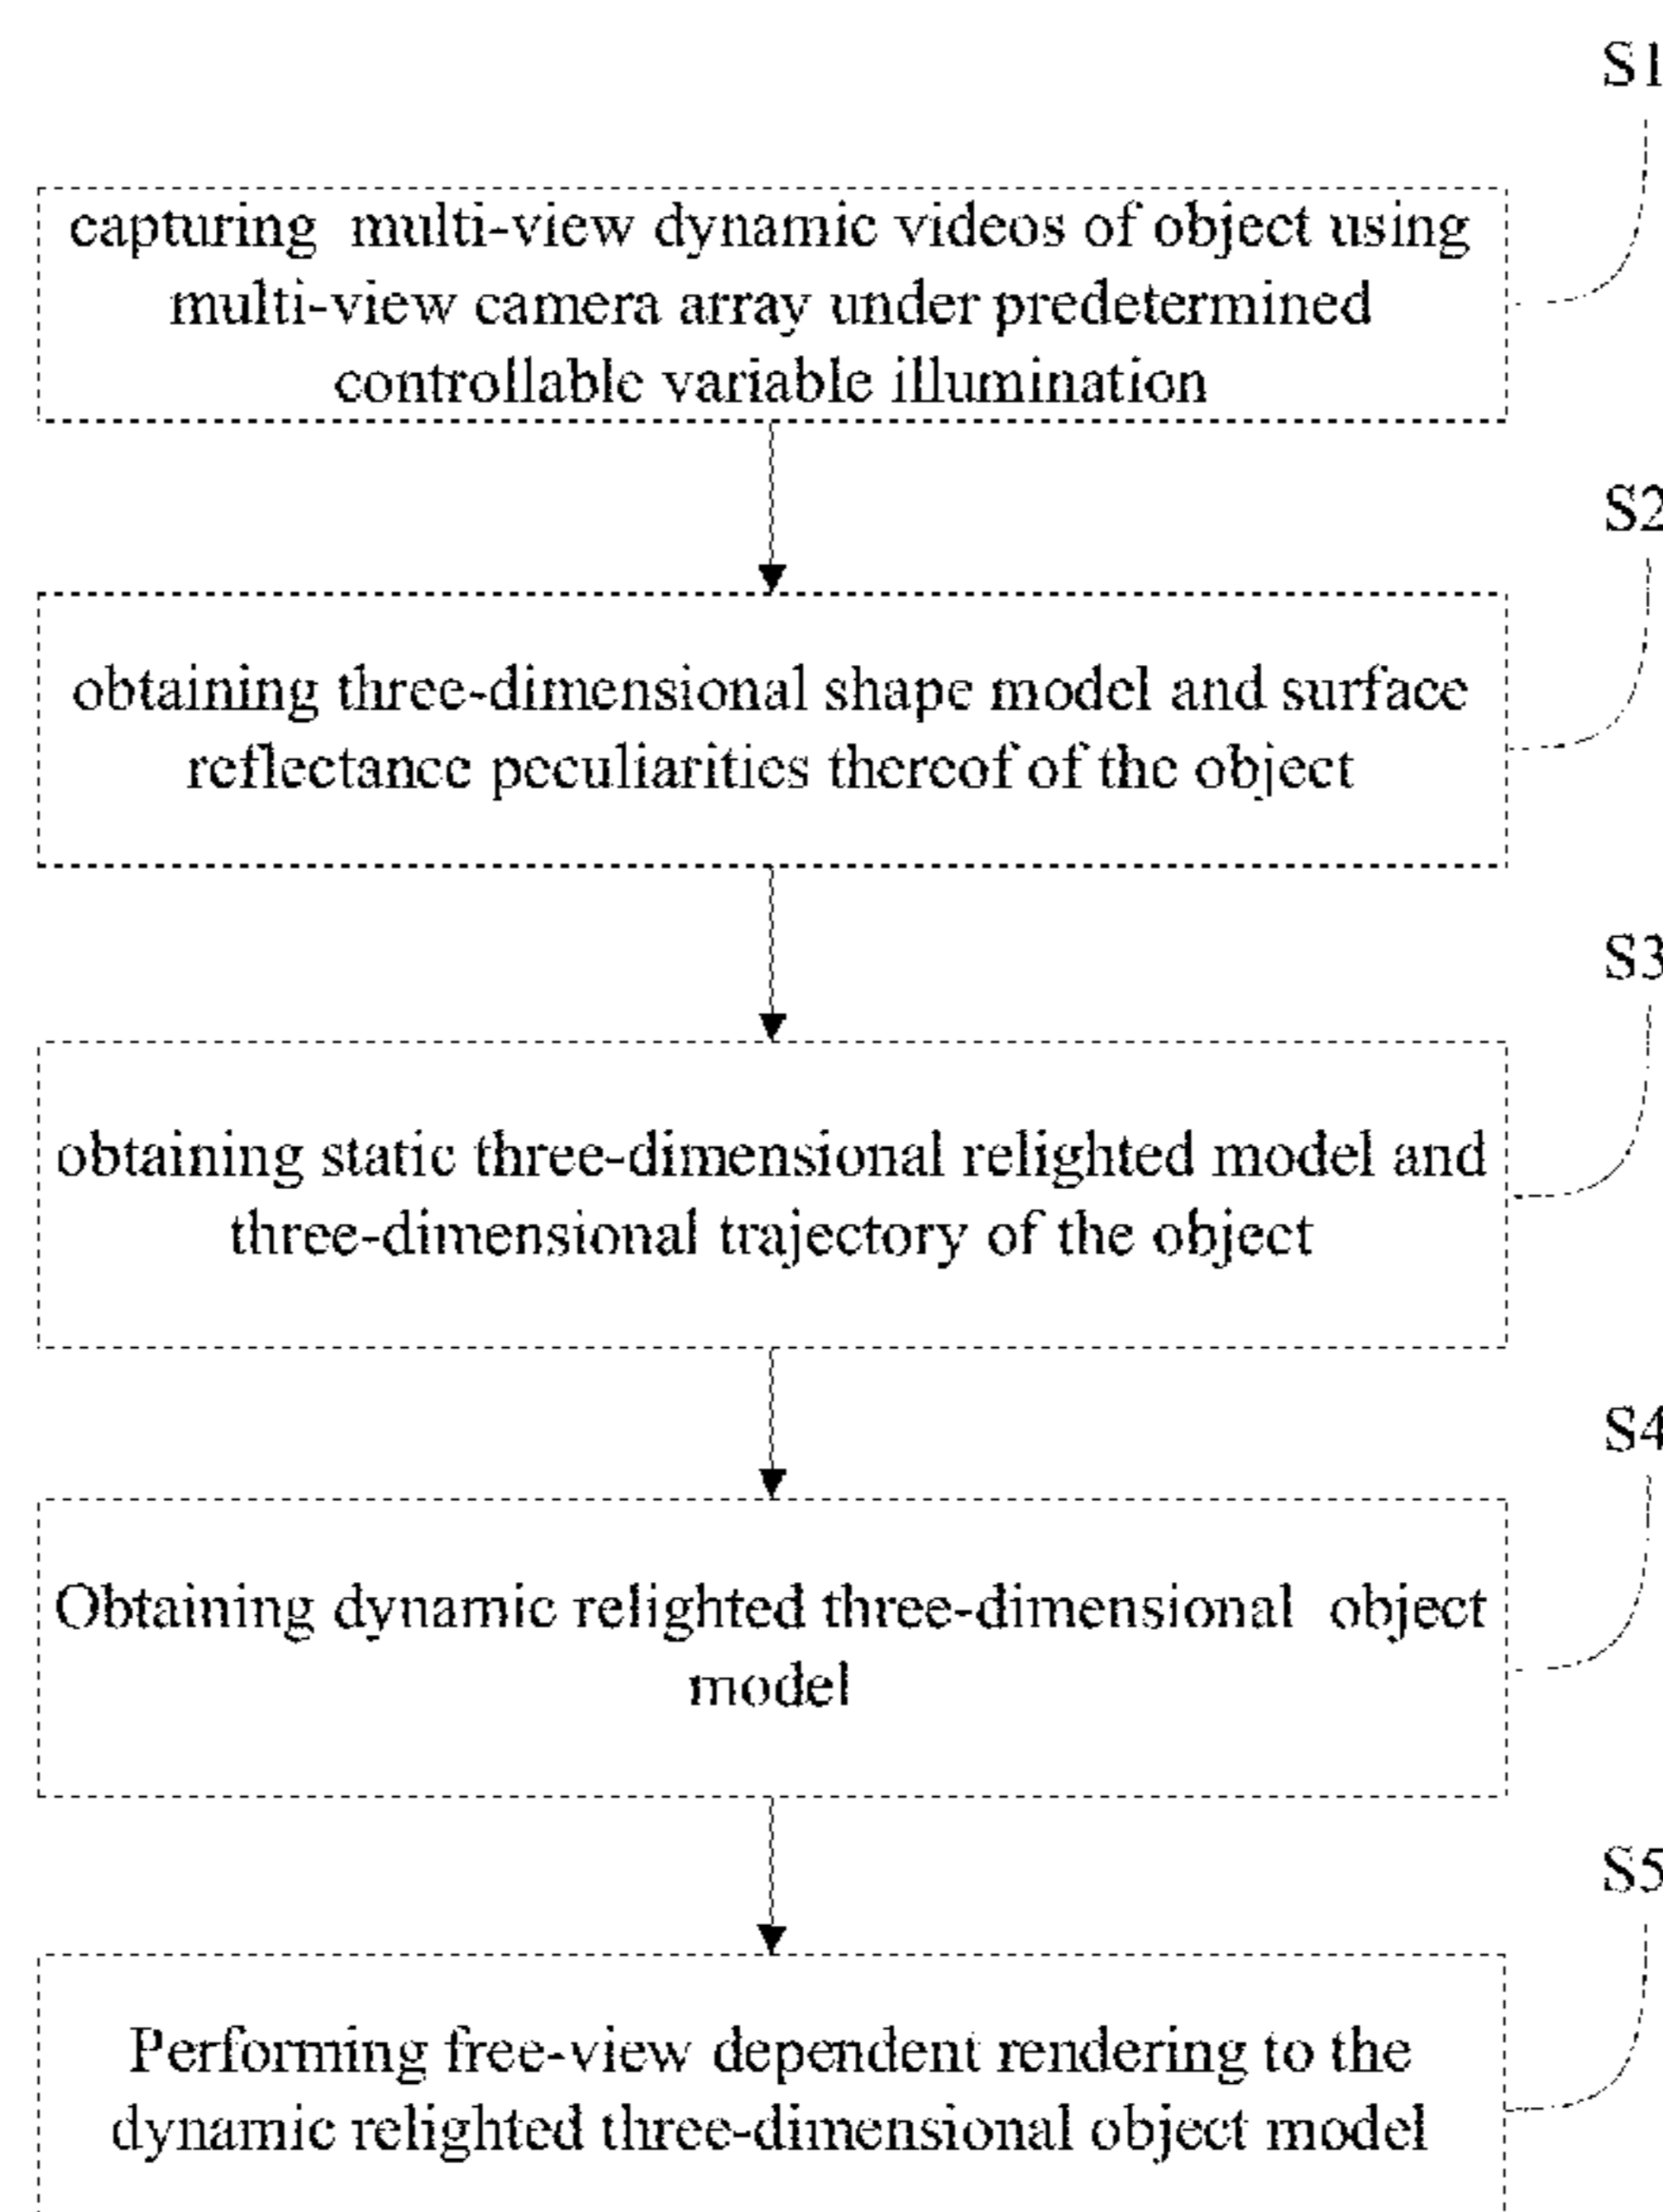 S1
capturing multi-view dynamic videos of object using
multi-view camera array under predetermined
controllable variable illumination
S2
obtaining three-dimensional shape model and surface
reflectance peculiarities thereof of the object
S3
obtaining static three-dimensional relighted model and
three-dimensional trajectory of the object
S4
Obtaining dynamic relighted three-dimensional object
model
S5
Performing free-view dependent rendering to the
dynamic relighted three-dimensional object model